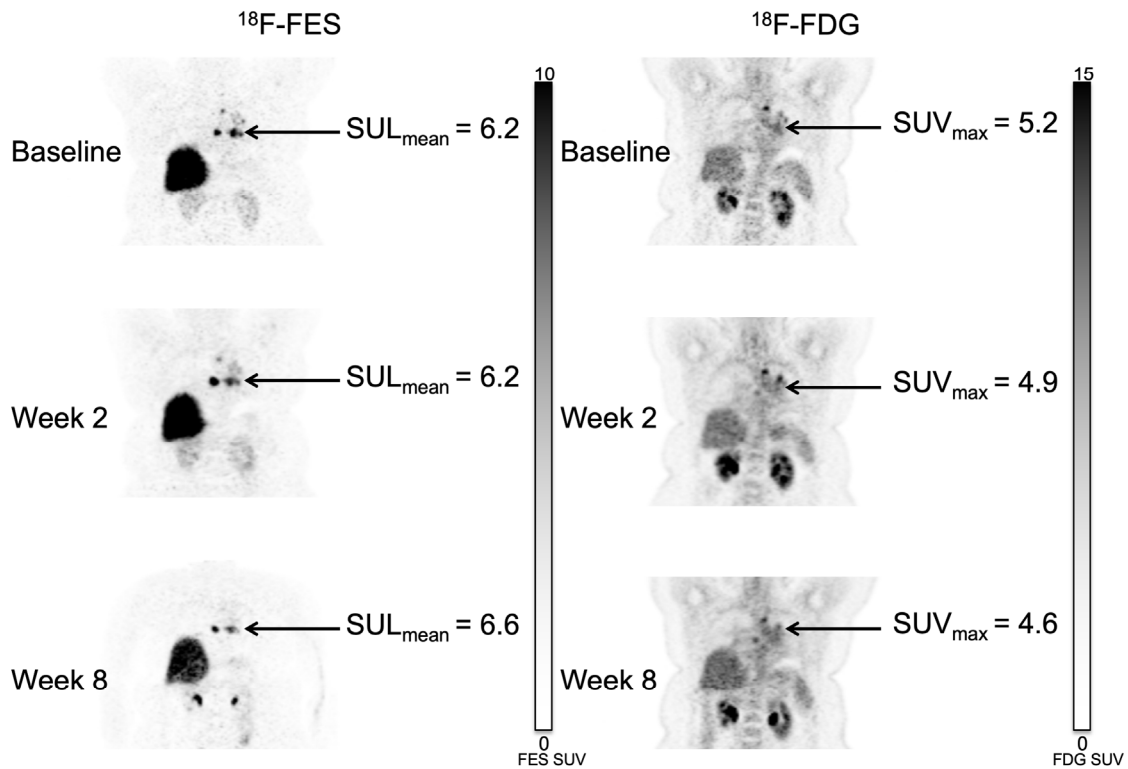 ¹⁸F-FES
¹⁸F-FDG
10
15
Baseline
SULmean = 6.2
Baseline
SUVmax = 5.2
Week 2
SULmean = 6.2
Week 2
SUVmax = 4.9
Week 8
SULmean = 6.6
Week 8
SUVmax = 4.6
0
FES SUV
0
FDG SUV